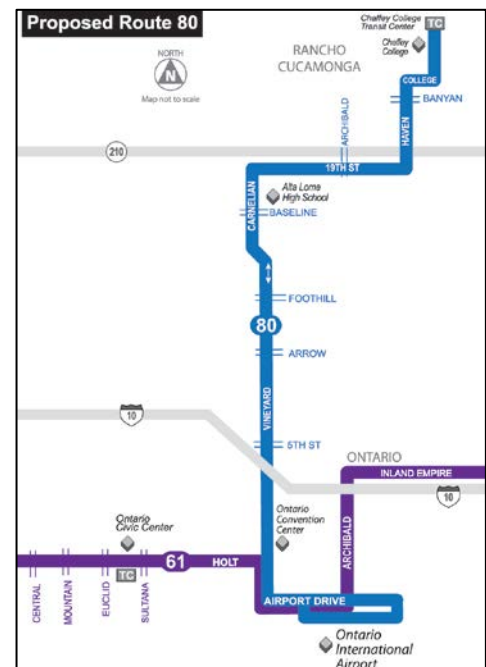 Proposed Route 80
Chaffey College
Transit Center
TC
Chaffey
College
NORTH
N
Map not to scale
RANCHO
CUCAMONGA
COLLEGE
BANYAN
HAVEN
ARCHIBALD
210
19TH ST
CARNELIAN
Alta Loma
High School
BASELINE
FOOTHILL
80
ARROW
VINEYARD
10
5TH ST
ONTARIO
INLAND EMPIRE
10
ARCHIBALD
Ontario
Convention
Center
Ontario
Civic Center
61
HOLT
TC
CENTRAL
MOUNTAIN
EUCLID
SULTANA
AIRPORT DRIVE
Ontario
International
Airport